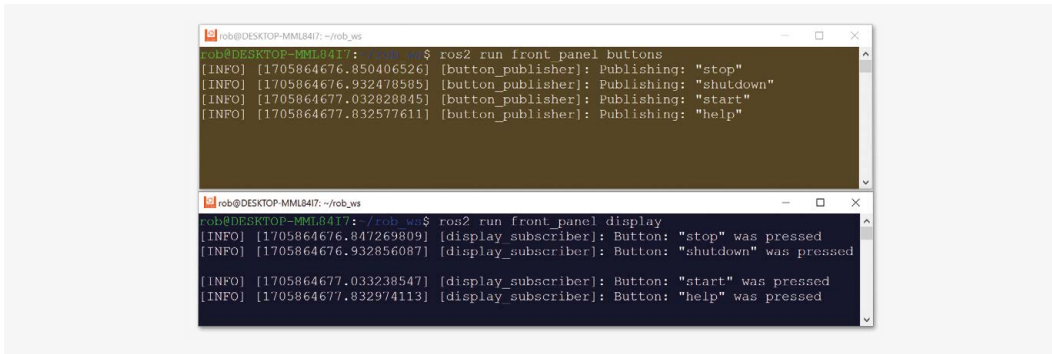 rob@DESKTOP-MML84I7: ~/rob_ws
rob@DESKTOP-MML84I7:~/rob_ws$ ros2 run front_panel buttons
[INFO] [1705864676.850406526] [button_publisher]: Publishing: "stop"
[INFO] [1705864676.932478585] [button_publisher]: Publishing: "shutdown"
[INFO] [1705864677.032828845] [button_publisher]: Publishing: "start"
[INFO] [1705864677.832577611] [button_publisher]: Publishing: "help"
rob@DESKTOP-MML84I7: ~/rob_ws
rob@DESKTOP-MML84I7:~/rob_ws$ ros2 run front_panel display
[INFO] [1705864676.847269809] [display_subscriber]: Button: "stop" was pressed
[INFO] [1705864676.932856087] [display_subscriber]: Button: "shutdown" was pressed
[INFO] [1705864677.033238547] [display_subscriber]: Button: "start" was pressed
[INFO] [1705864677.832974113] [display_subscriber]: Button: "help" was pressed